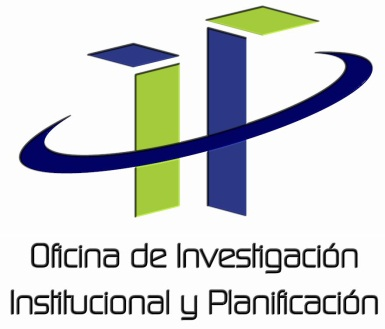 Oficina de Investigación
Institucional y Planificación